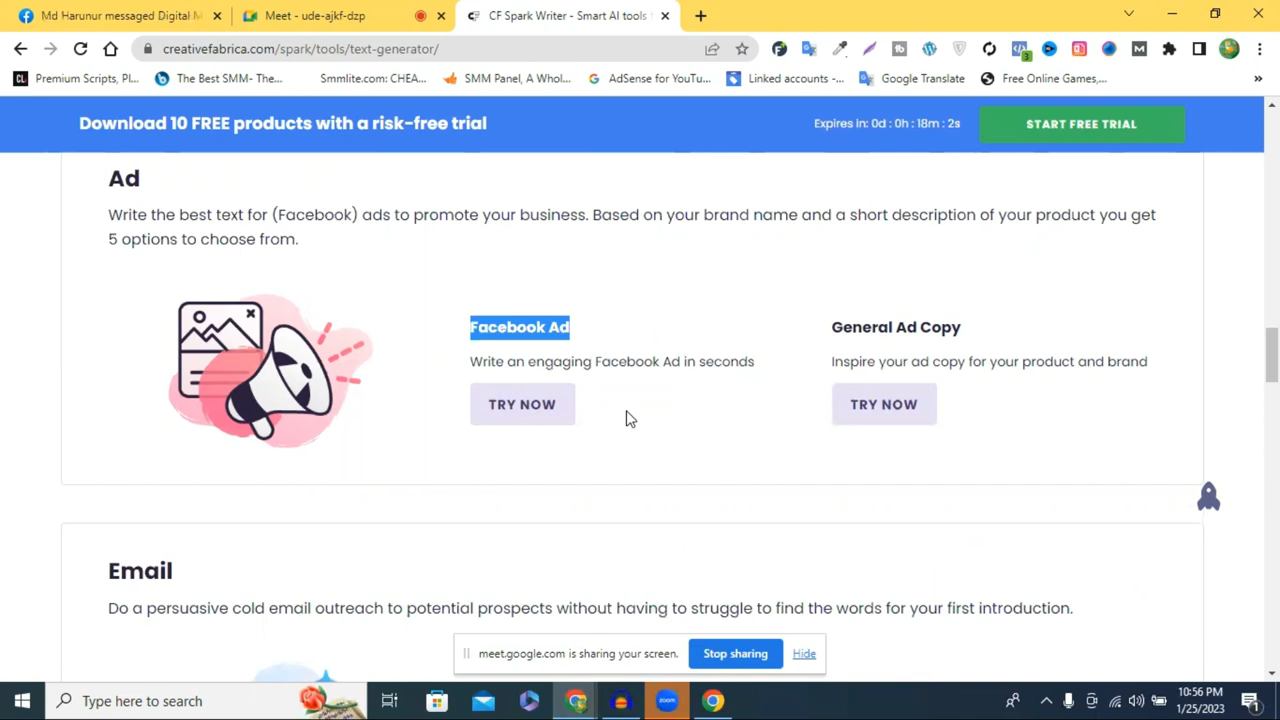 Md Harunur messaged Digital M
Meet - ude-ajkf-dzp
CF Spark Writer - Smart AI tools
creativefabrica.com/spark/tools/text-generator/
Premium Scripts, Pl...
The Best SMM- The...
Smmlite.com: CHEA...
SMM Panel, A Whol...
AdSense for YouTu...
Linked accounts -...
Google Translate
Free Online Games,...
Download 10 FREE products with a risk-free trial
Expires in: 0d : 0h : 18m : 2s
START FREE TRIAL
Ad
Write the best text for (Facebook) ads to promote your business. Based on your brand name and a short description of your product you get
5 options to choose from.
Facebook Ad
General Ad Copy
Write an engaging Facebook Ad in seconds
Inspire your ad copy for your product and brand
TRY NOW
TRY NOW
Email
Do a persuasive cold email outreach to potential prospects without having to struggle to find the words for your first introduction.
meet.google.com is sharing your screen.
Stop sharing
Hide
Type here to search
zoom
10:56 PM
1/25/2023